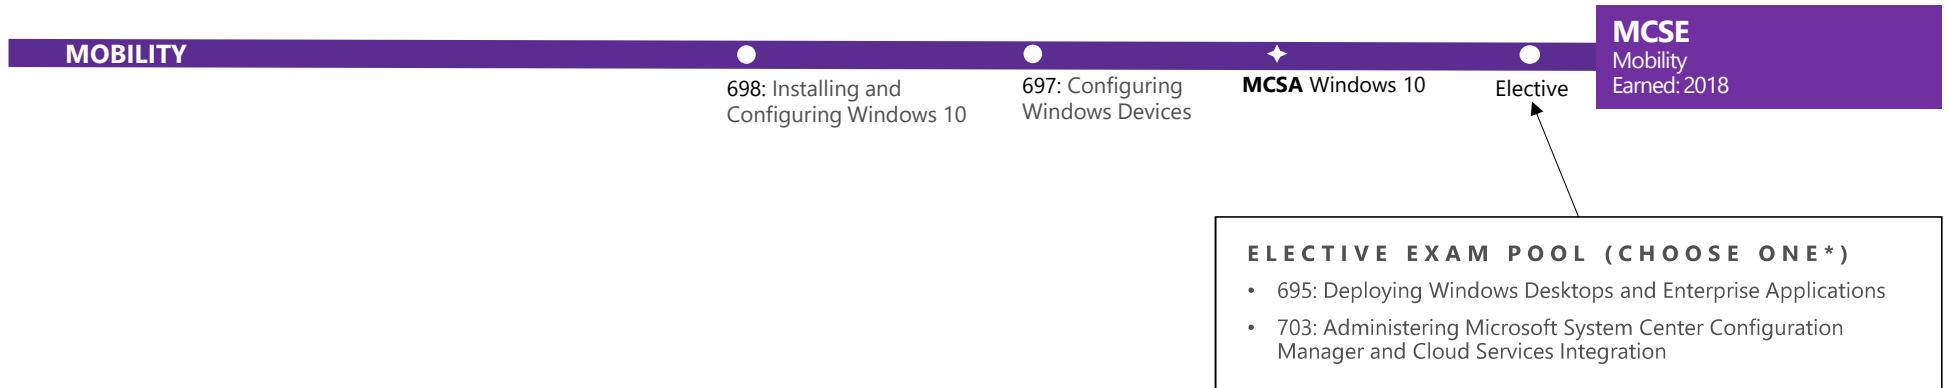 MOBILITY
698: Installing and
Configuring Windows 10
697: Configuring
Windows Devices
MCSA Windows 10
Elective
MCSE
Mobility
Earned: 2018
ELECTIVE EXAM POOL (CHOOSE ONE*)
• 695: Deploying Windows Desktops and Enterprise Applications
• 703: Administering Microsoft System Center Configuration
Manager and Cloud Services Integration